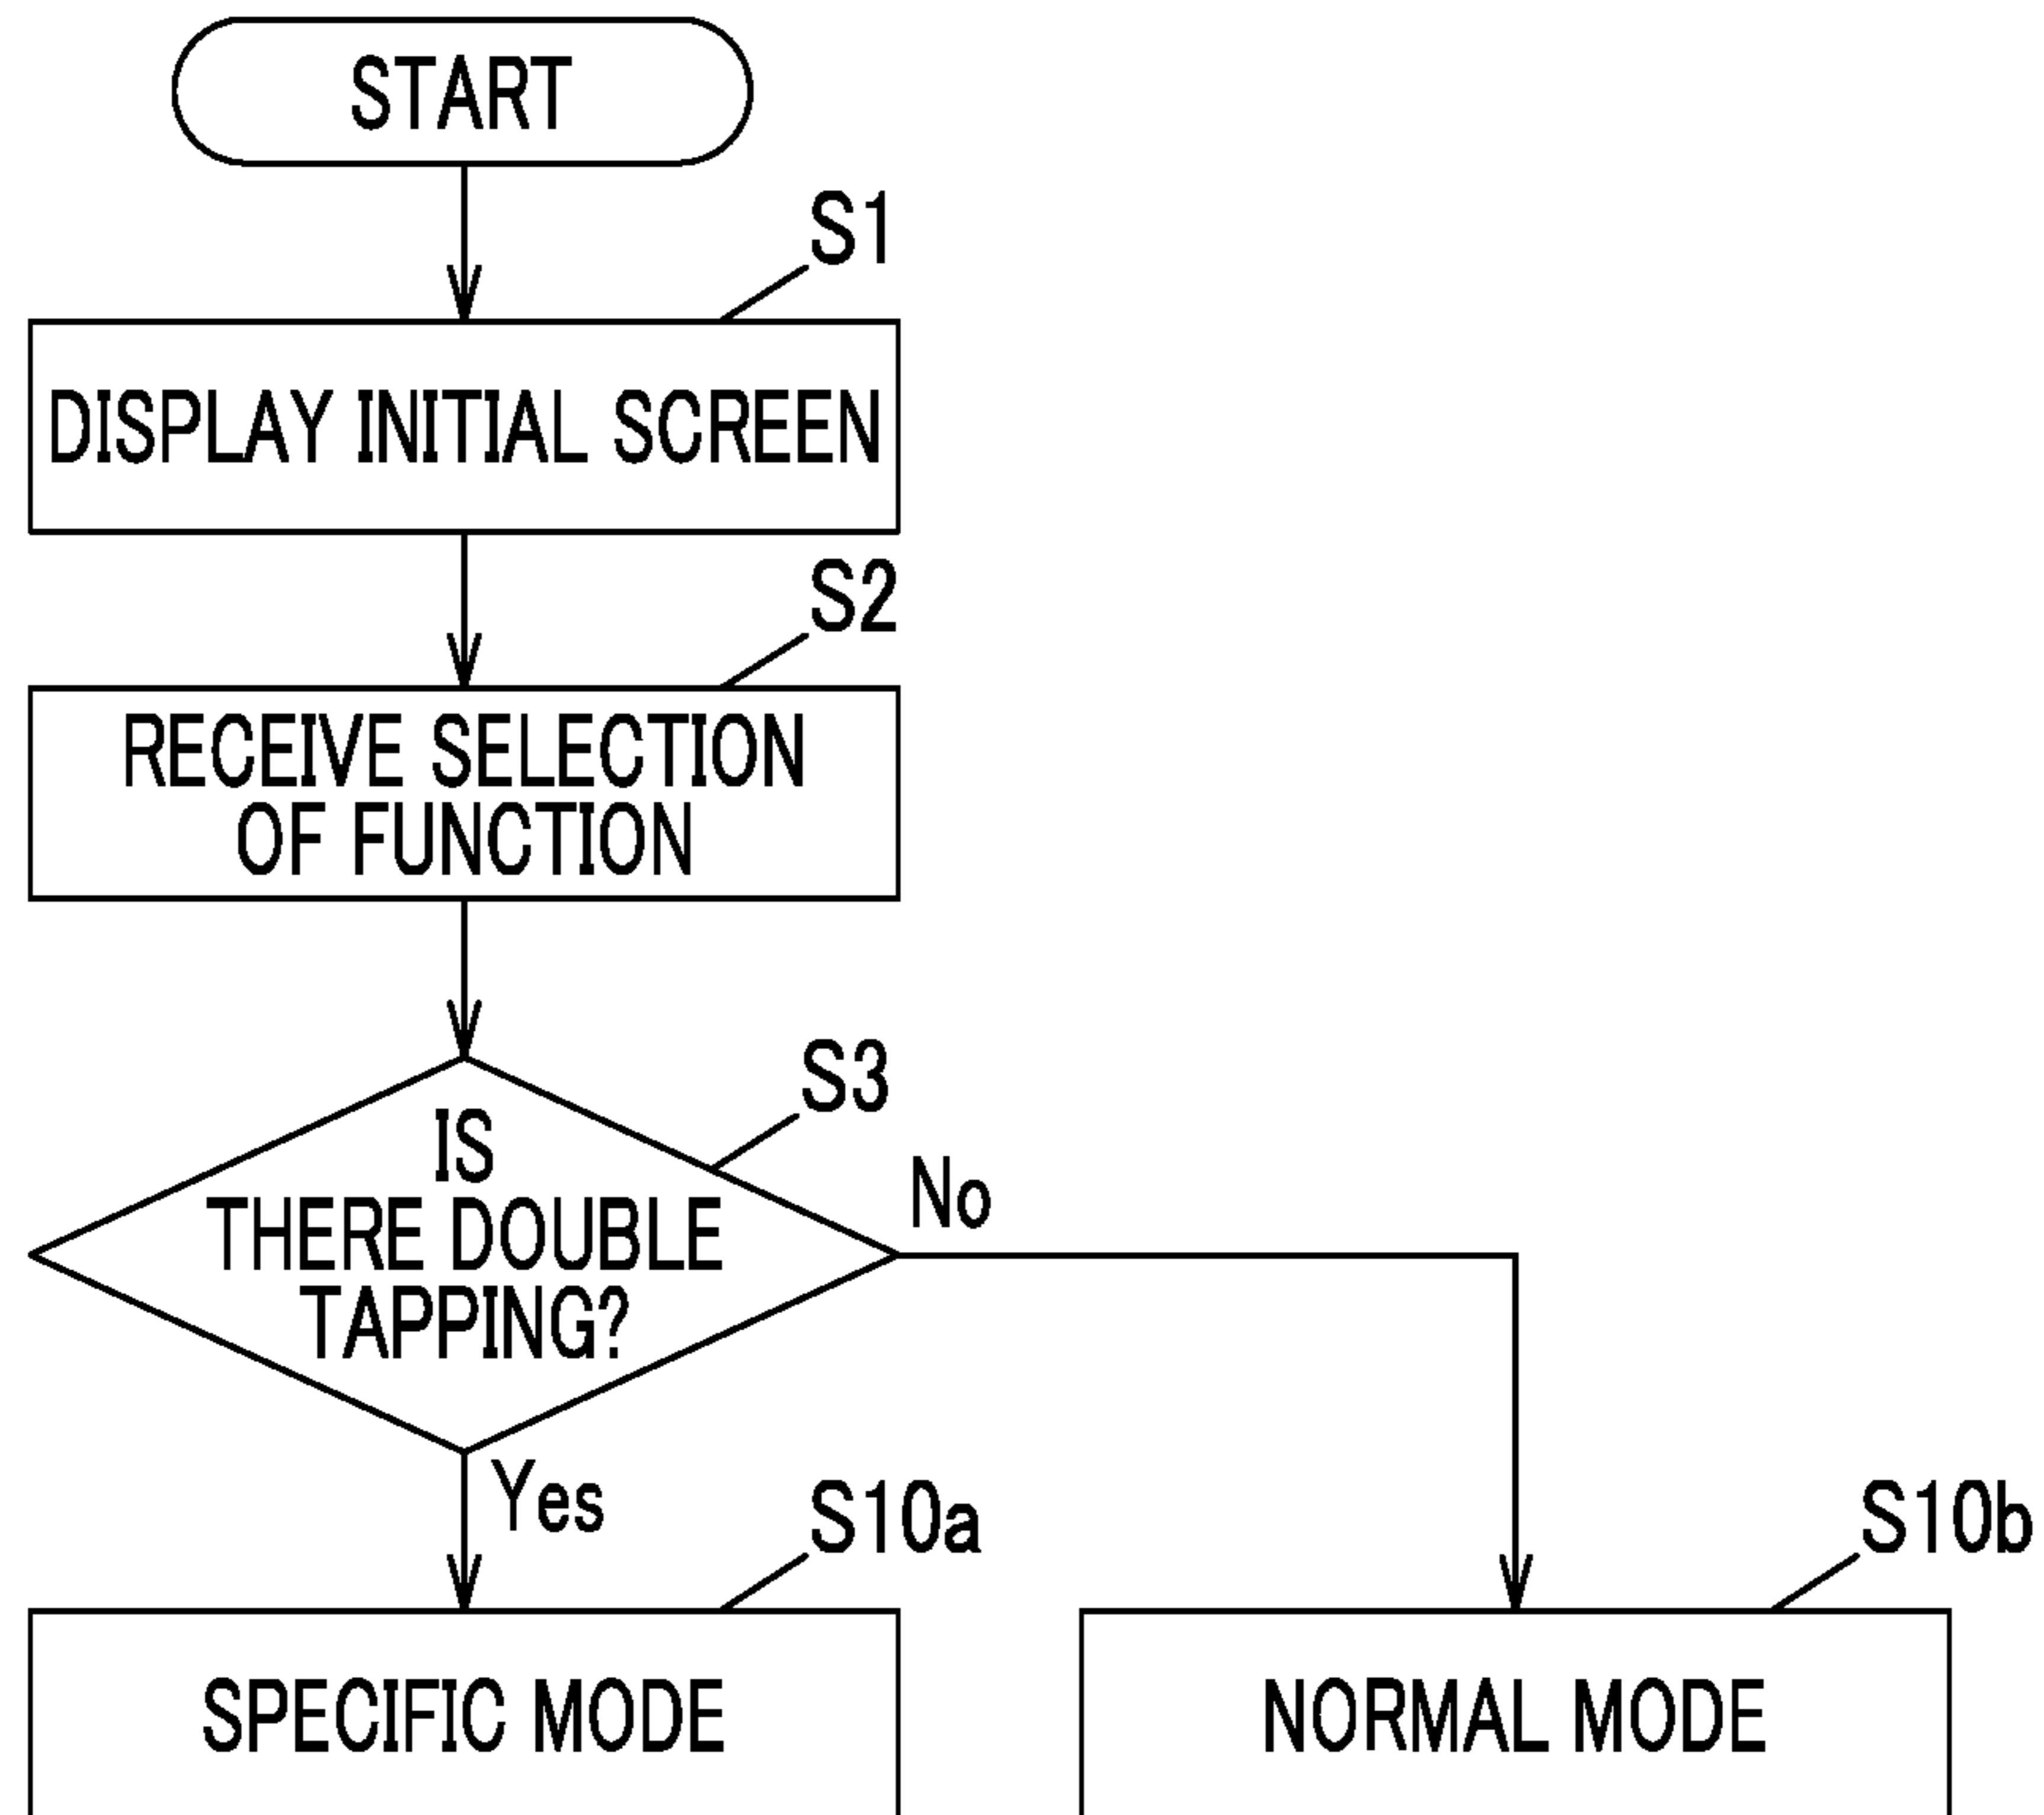 START
S1
DISPLAY INITIAL SCREEN
S2
RECEIVE SELECTION
OF FUNCTION
S3
IS
THERE DOUBLE
TAPPING?
No
Yes
S10a
SPECIFIC MODE
S10b
NORMAL MODE